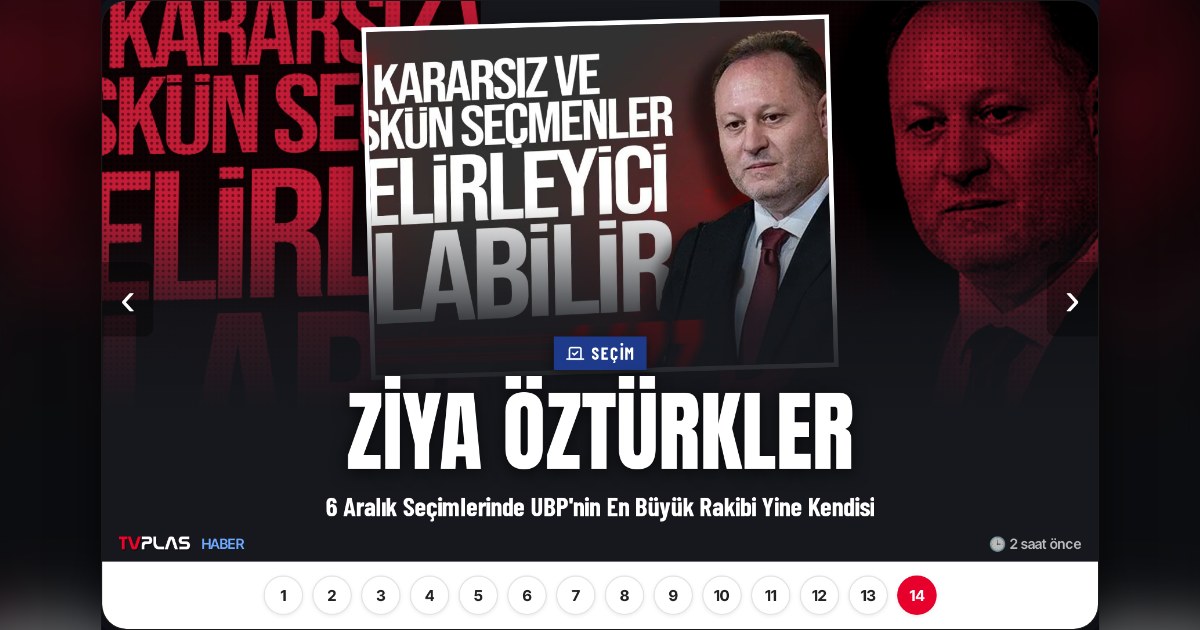 KARARSIZ VE
SKÜN SEÇMENLER
ELİRLEYİCİ
LABİLİR
SEÇİM
ZİYA ÖZTÜRKLER
6 Aralık Seçimlerinde UBP'nin En Büyük Rakibi Yine Kendisi
TVPLAS HABER
2 saat önce
1 2 3 4 5 6 7 8 9 10 11 12 13 14